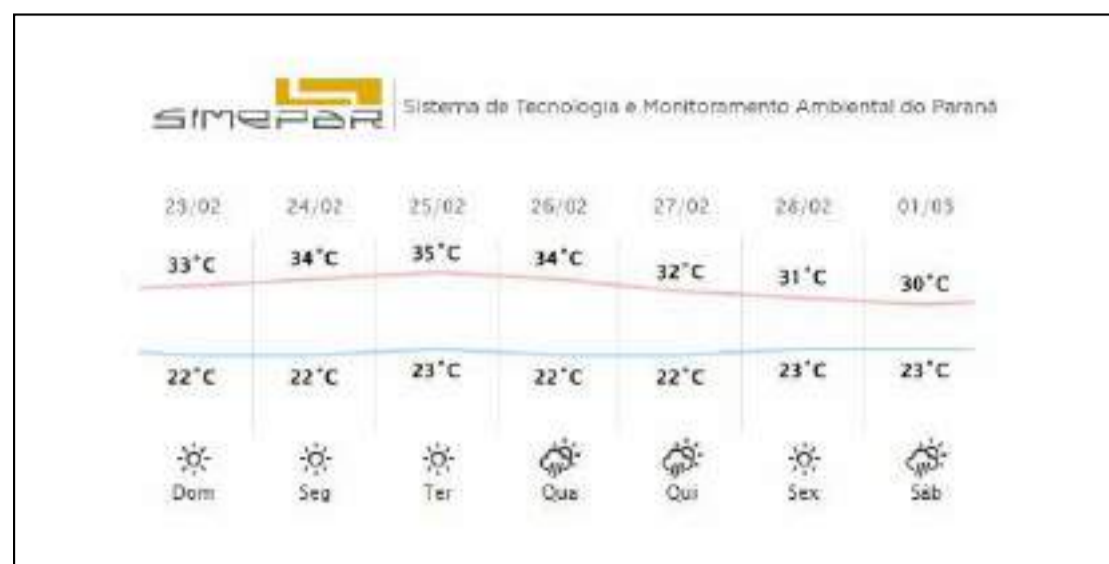 SIMEPAR
Sistema de Tecnologia e Monitoramento Ambiental do Paraná
23/02 24/02 25/02 26/02 27/02 28/02 01/03
33°C 34°C 35°C 34°C 32°C 31°C 30°C
22°C 22°C 23°C 22°C 22°C 23°C 23°C
Dom Seg Ter Qua Qui Sex Sáb